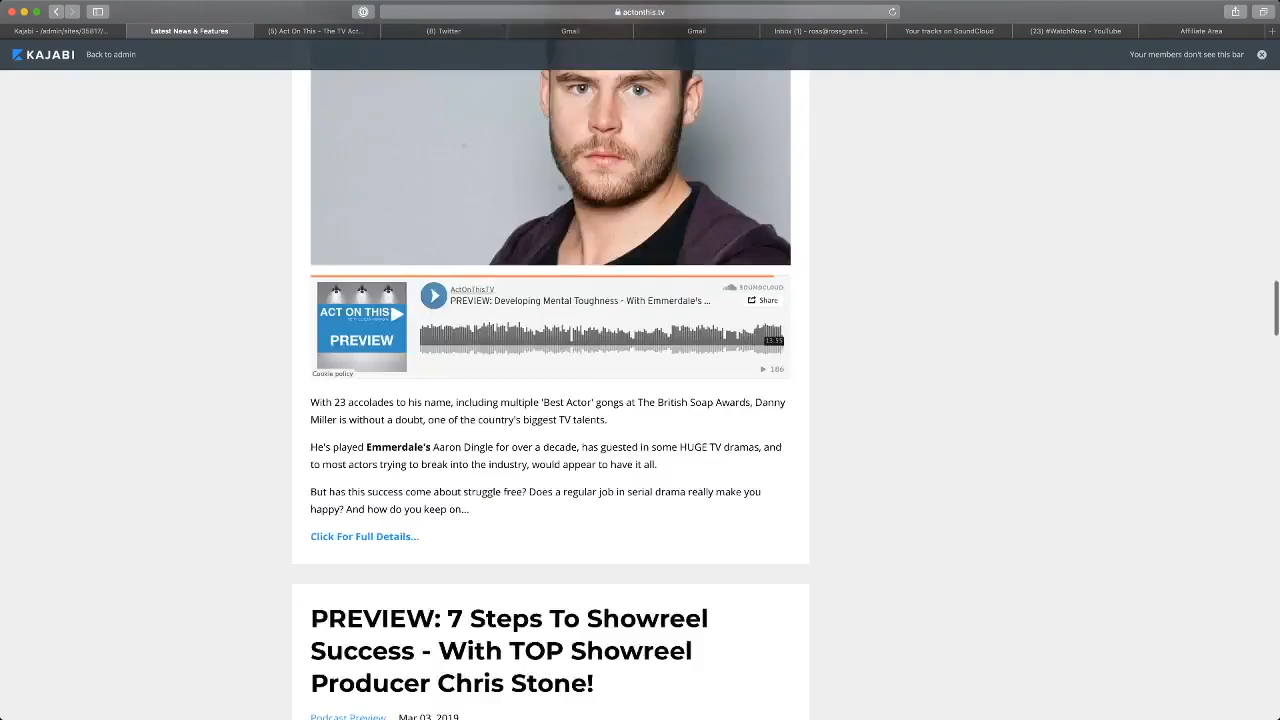 actonthis.tv
Kajabi - /admin/sites/35817/...
Latest News & Features
(5) Act On This - The TV Act...
(8) Twitter
Gmail
Gmail
Inbox (1) - ross@rossgrant.t...
Your tracks on SoundCloud
(23) #WatchRoss - YouTube
Affiliate Area
KAJABI
Back to admin
Your members don't see this bar
ActOnThisTV
SOUNDCLOUD
PREVIEW: Developing Mental Toughness - With Emmerdale's ...
Share
ACT ON THIS
PREVIEW
13:55
186
Cookie policy
With 23 accolades to his name, including multiple 'Best Actor' gongs at The British Soap Awards, Danny
Miller is without a doubt, one of the country's biggest TV talents.
He's played Emmerdale's Aaron Dingle for over a decade, has guested in some HUGE TV dramas, and
to most actors trying to break into the industry, would appear to have it all.
But has this success come about struggle free? Does a regular job in serial drama really make you
happy? And how do you keep on...
Click For Full Details...
PREVIEW: 7 Steps To Showreel
Success - With TOP Showreel
Producer Chris Stone!
Podcast Preview Mar 03, 2019